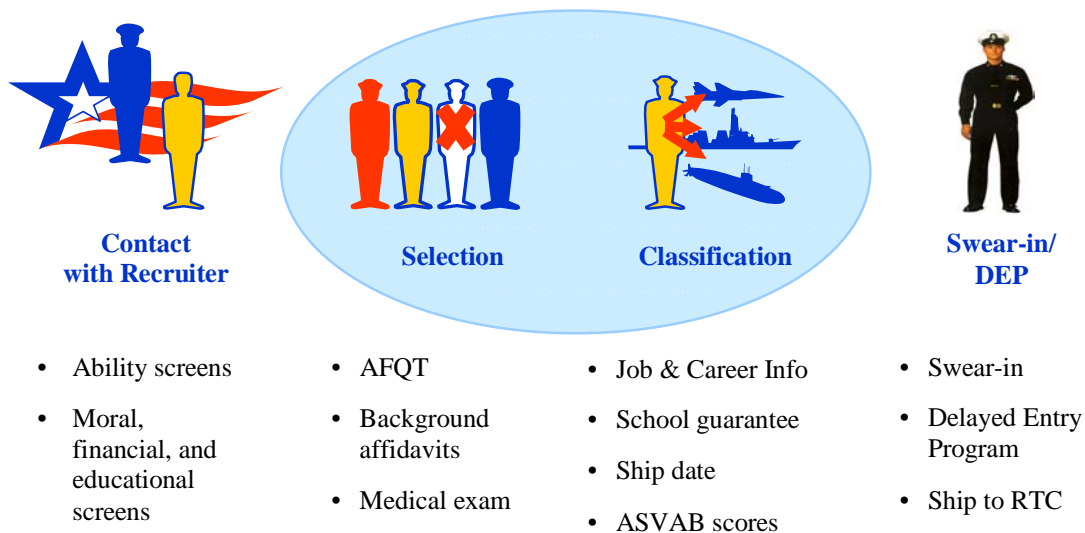 Contact
with Recruiter
Selection
Classification
Swear-in/
DEP
• Ability screens
• Moral,
financial, and
educational
screens
• AFQT
• Background
affidavits
• Medical exam
• Job & Career Info
• School guarantee
• Ship date
• ASVAB scores
• Swear-in
• Delayed Entry
Program
• Ship to RTC